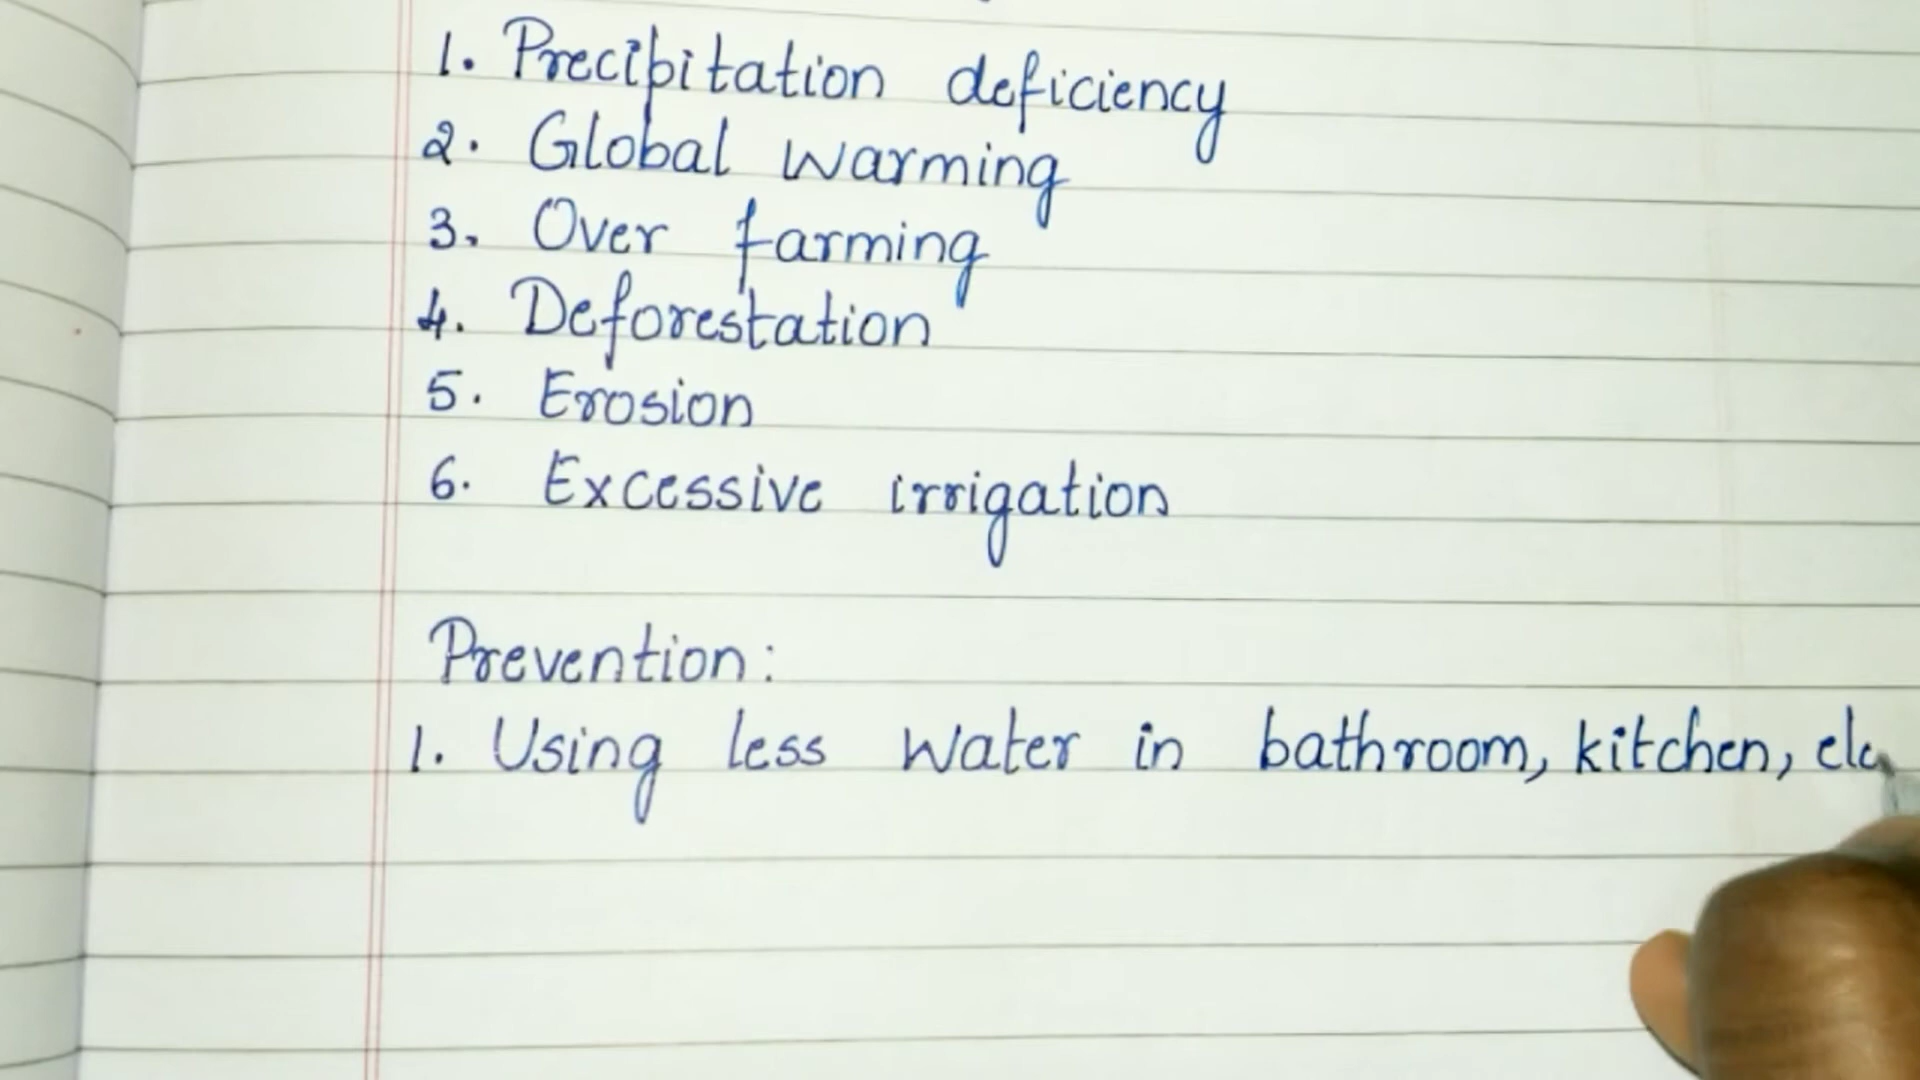 1. Precipitation deficiency
2. Global warming
3. Over farming
4. Deforestation
5. Erosion
6. Excessive irrigation
Prevention:
1. Using less water in bathroom, kitchen,